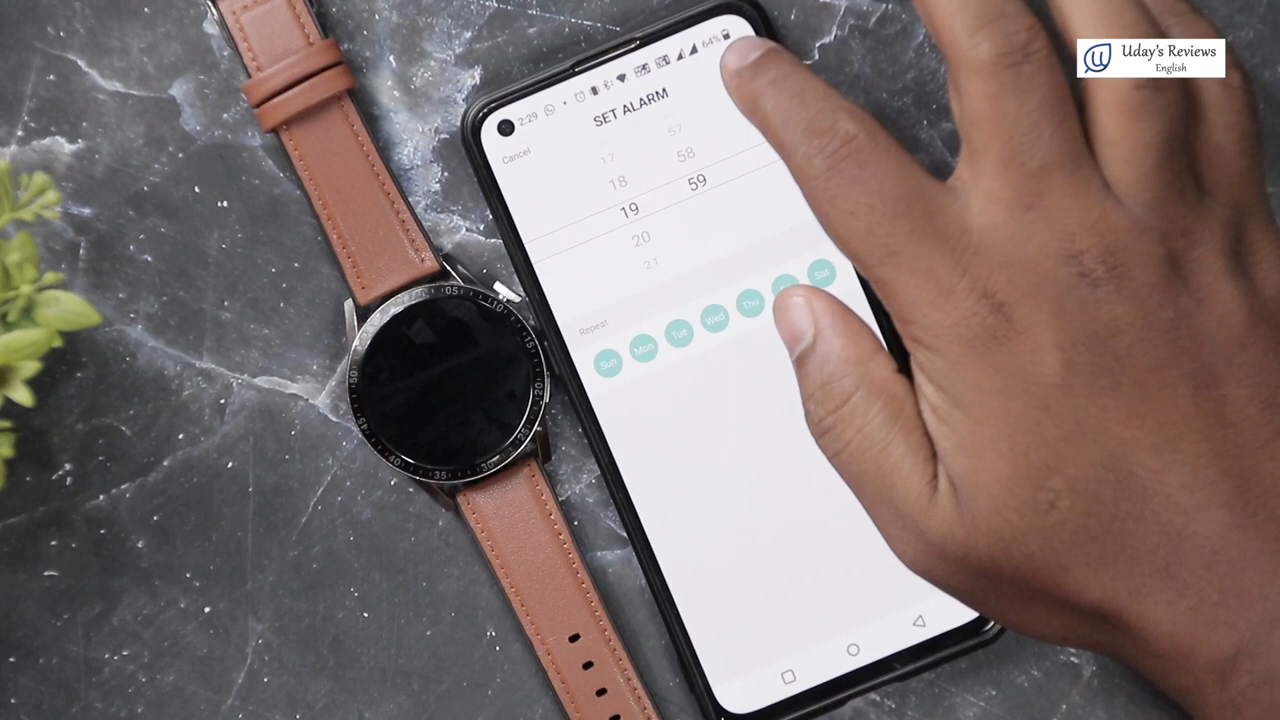 Uday's Reviews
English
2:29
64%
SET ALARM
Cancel
57
17
58
18
59
19
20
21
Repeat
Sun
Mon
Tue
Wed
Thu
Sat
05
10
15
20
25
30
35
40
45
50